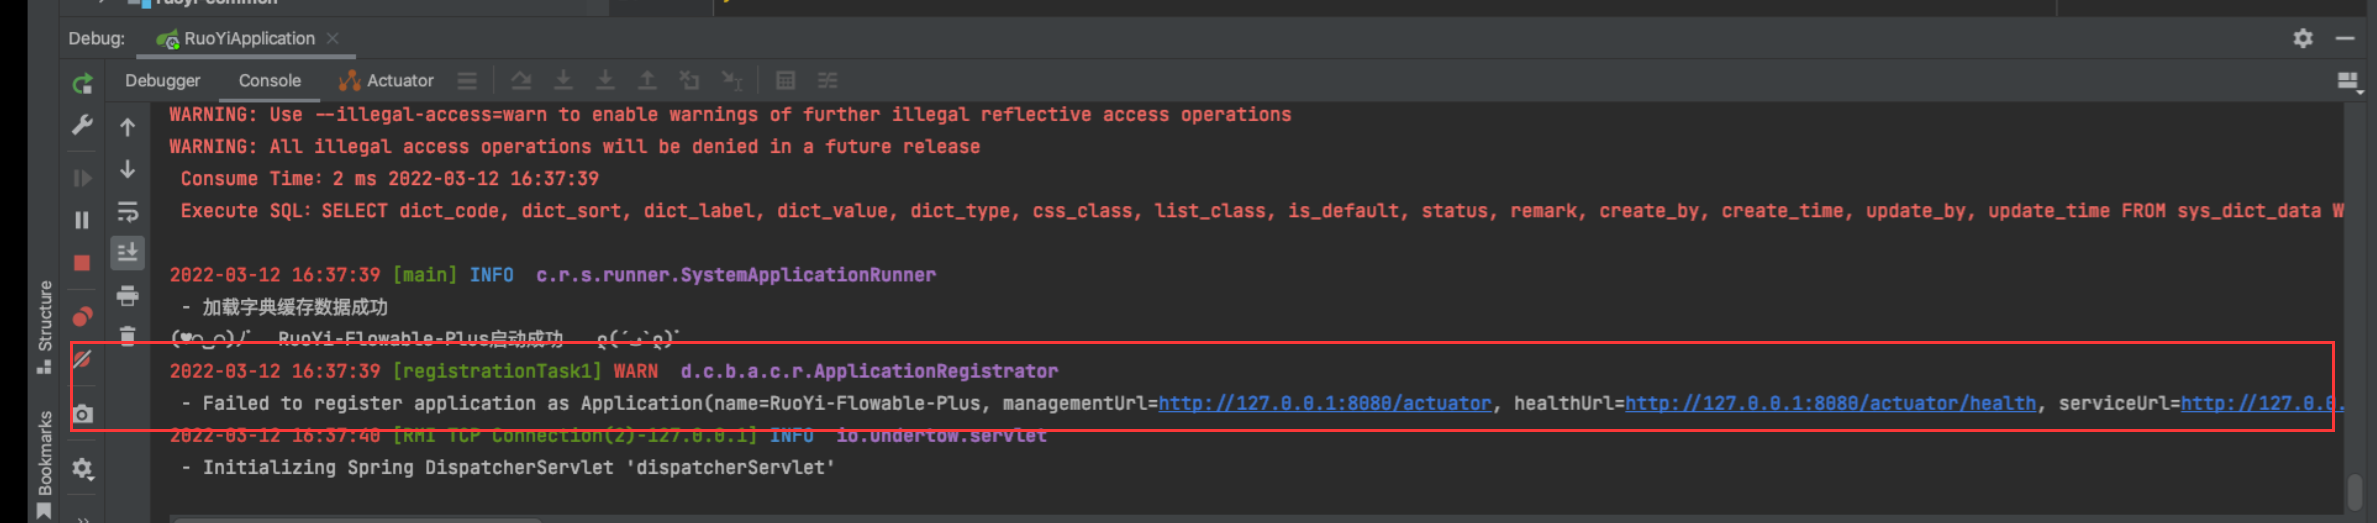 Debug: RuoYiApplication
Debugger Console Actuator
WARNING: Use --illegal-access=warn to enable warnings of further illegal reflective access operations
WARNING: All illegal access operations will be denied in a future release
Consume Time: 2 ms 2022-03-12 16:37:39
Execute SQL: SELECT dict_code, dict_sort, dict_label, dict_value, dict_type, css_class, list_class, is_default, status, remark, create_by, create_time, update_by, update_time FROM sys_dict_data W
2022-03-12 16:37:39 [main] INFO c.r.s.runner.SystemApplicationRunner
- 加载字典缓存数据成功
RuoYi-Flowable-Plus启动成功
2022-03-12 16:37:39 [registrationTask1] WARN d.c.b.a.c.r.ApplicationRegistrator
- Failed to register application as Application(name=RuoYi-Flowable-Plus, managementUrl=http://127.0.0.1:8080/actuator, healthUrl=http://127.0.0.1:8080/actuator/health, serviceUrl=http://127.0.0.
2022-03-12 16:37:40 [RMI TCP Connection(2)-127.0.0.1] INFO io.undertow.servlet
- Initializing Spring DispatcherServlet 'dispatcherServlet'
Structure
Bookmarks